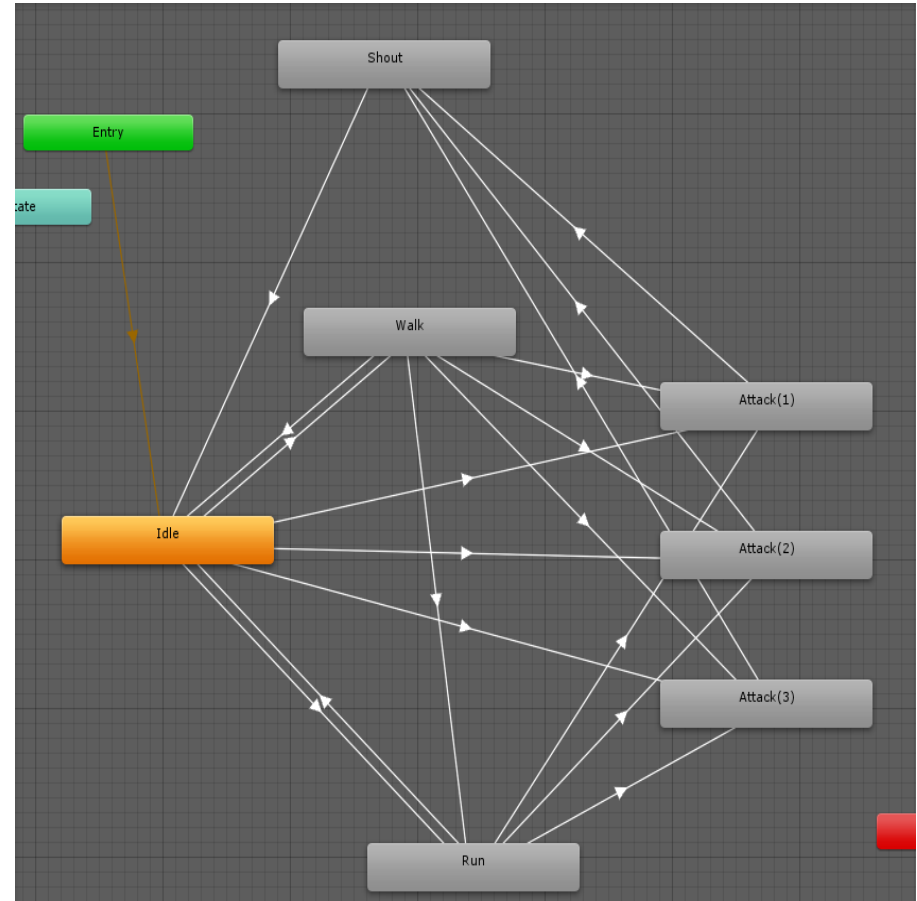 Shout
Entry
tate
Walk
Attack(1)
Idle
Attack(2)
Attack(3)
Run